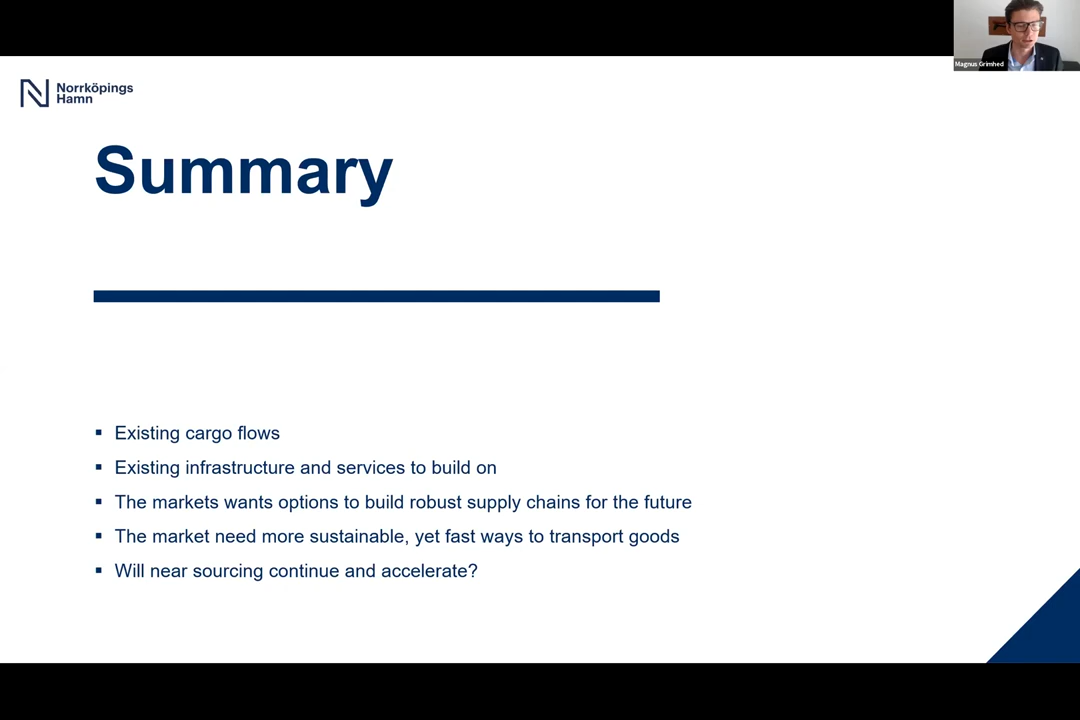 Magnus Grimhed
Norrköpings
Hamn
Summary
Existing cargo flows
Existing infrastructure and services to build on
The markets wants options to build robust supply chains for the future
The market need more sustainable, yet fast ways to transport goods
Will near sourcing continue and accelerate?